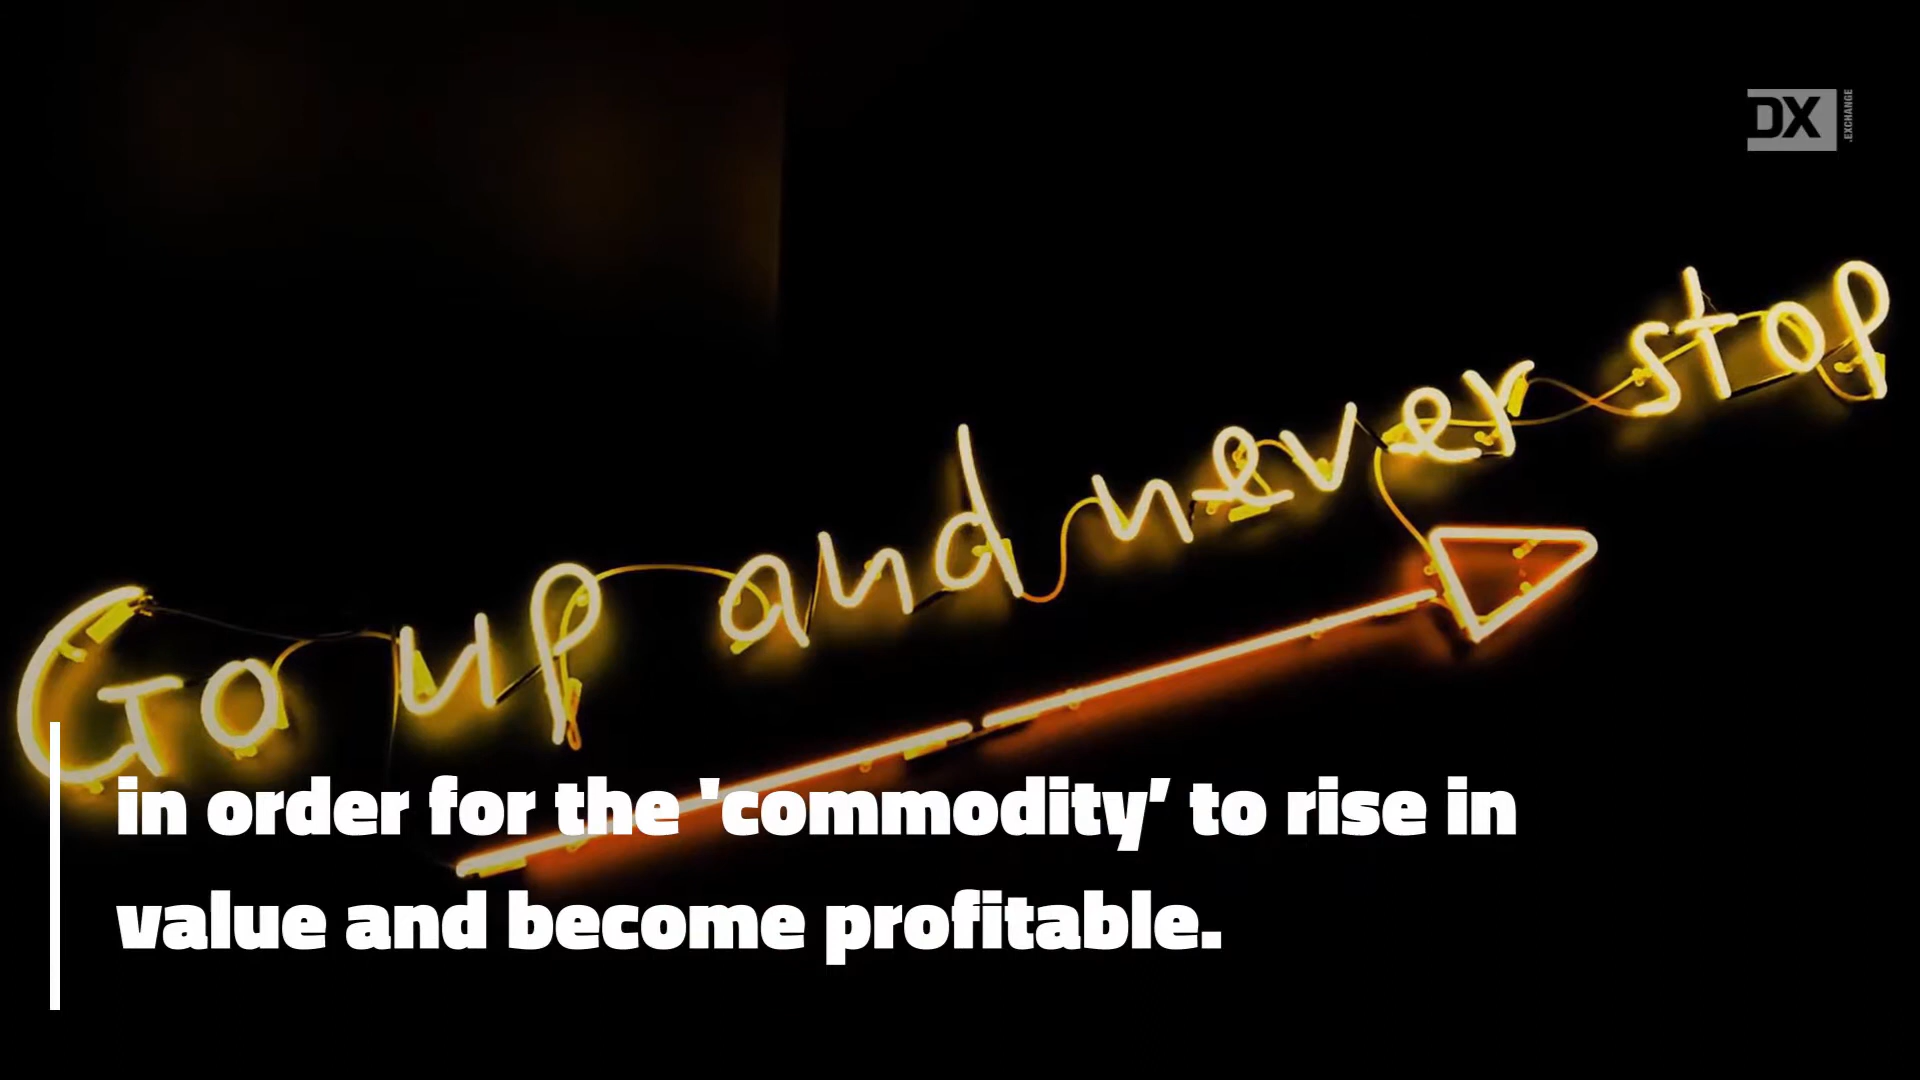 DX
.EXCHANGE
Go up and never stop
in order for the 'commodity' to rise in
value and become profitable.